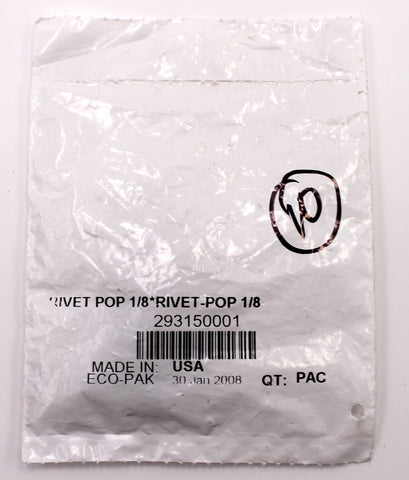 RIVET POP 1/8*RIVET-POP 1/8
293150001
MADE IN: USA
ECO-PAK 30 Jan 2008 QT: PAC